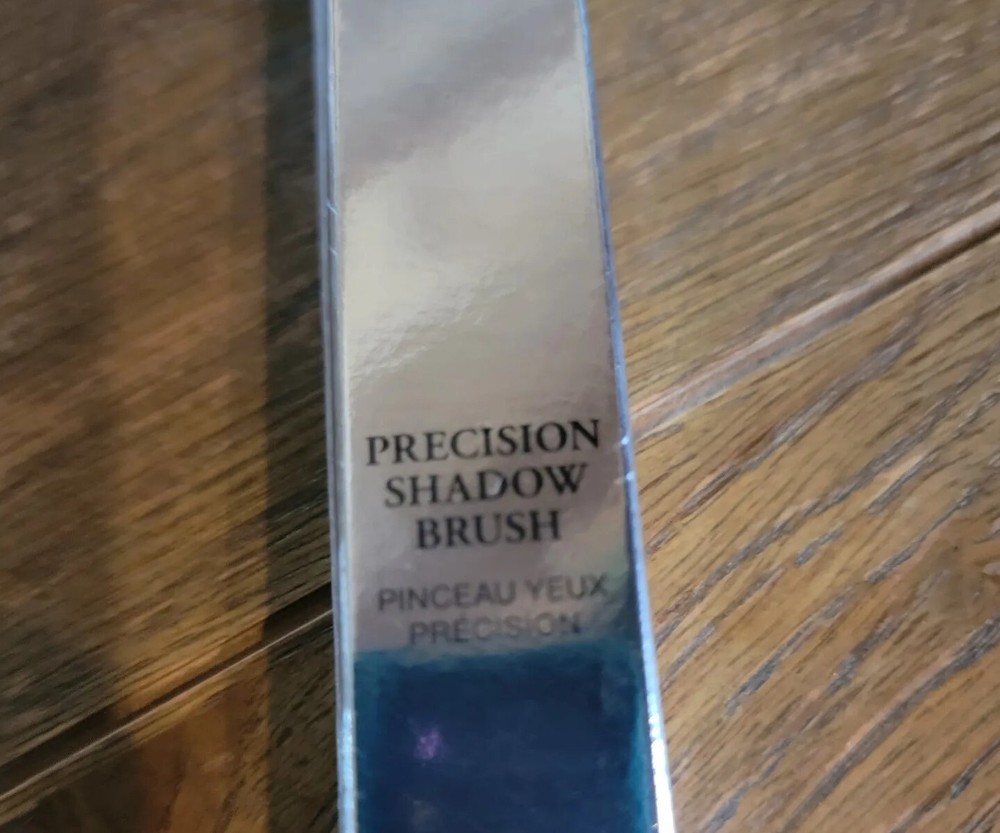 PRECISION
SHADOW
BRUSH
PINCEAU YEUX
PRÉCISION